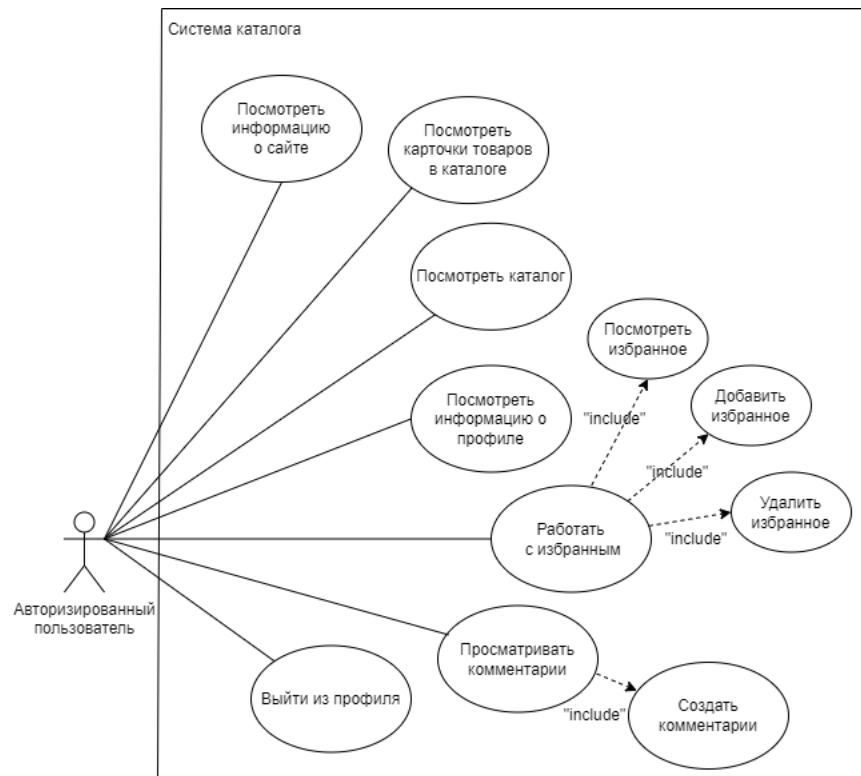 Система каталога
Посмотреть
информацию
о сайте
Посмотреть
карточки товаров
в каталоге
Посмотреть каталог
Посмотреть
избранное
Посмотреть
информацию о
профиле
Добавить
избранное
"include"
"include"
Удалить
избранное
"include"
Работать
с избранным
Авторизированный
пользователь
Просматривать
комментарии
Выйти из профиля
"include"
Создать
комментарии